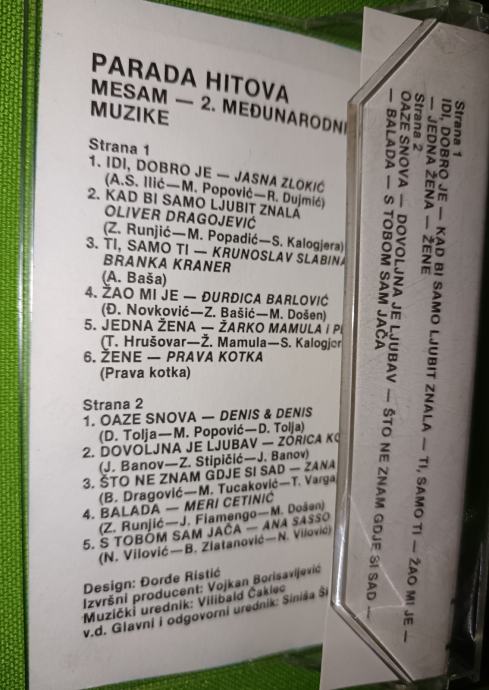 PARADA HITOVA
MESAM — 2. MEĐUNARODNI
MUZIKE
Strana 1
1. IDI, DOBRO JE — JASNA ZLOKIĆ
(A.S. Ilić—M. Popović—R. Dujmić)
2. KAD BI SAMO LJUBIT ZNALA
OLIVER DRAGOJEVIĆ
(Z. Runjić—M. Popadić—S. Kalogjera)
3. TI, SAMO TI — KRUNOSLAV SLABINA
BRANKA KRANER
(A. Baša)
4. ŽAO MI JE — ĐURĐICA BARLOVIĆ
(Đ. Novković—Z. Bašić—M. Došen)
5. JEDNA ŽENA — ŽARKO MAMULA i
(T. Hrušovar—Ž. Mamula—S. Kalogjer
6. ŽENE — PRAVA KOTKA
(Prava kotka)
Strana 2
1. OAZE SNOVA — DENIS & DENIS
(D. Tolja—M. Popović—D. Tolja)
2. DOVOLJNA JE LJUBAV — ZORICA
(J. Banov—Z. Stipičić—J. Banov)
3. ŠTO NE ZNAM GDJE SI SAD — ZANA
(B. Dragović—M. Tucaković—T. Varga
4. BALADA — MERI CETINIĆ
(Z. Runjić—J. Fiamengo—M. Došen)
5. S TOBOM SAM JAČA — ANA SASSO
(N. Vilović—B. Zlatanović—N. Vilović)
Design: Đorđe Ristić
Izvršni producent: Vojkan Borisavljević
Muzički urednik: Vilibald Čaklec
v.d. Glavni i odgovorni urednik: Siniša
Strana 1
IDI, DOBRO JE — KAD BI SAMO LJUBIT ZNALA — TI, SAMO TI — ŽAO MI JE —
— JEDNA ŽENA — ŽENE
Strana 2
OAZE SNOVA — DOVOLJNA JE LJUBAV — ŠTO NE ZNAM GDJE SI SAD —
— BALADA — S TOBOM SAM JAČA